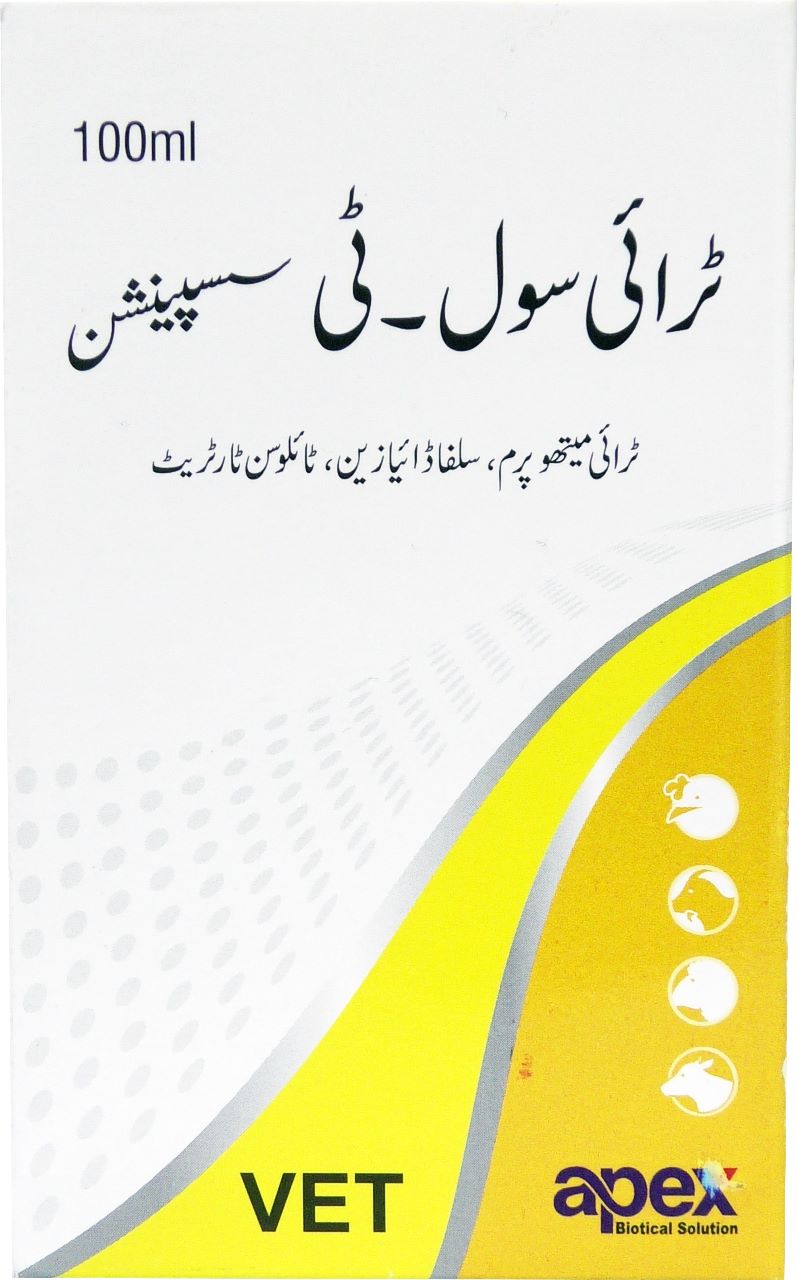 100ml
ٹرائی سول ۔ ٹی سسپینشن
ٹرائی میتھوپرم، سلفاڈائیازین، ٹائلوسن ٹارٹریٹ
VET
apex
Biotical Solution